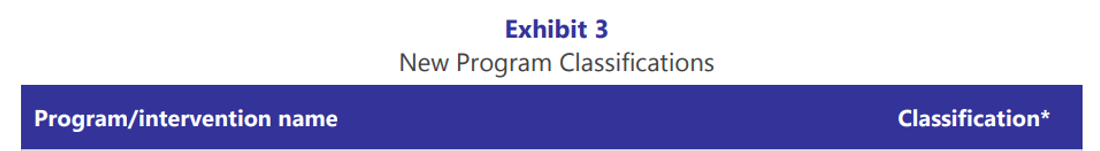 Exhibit 3
New Program Classifications
Program/intervention name Classification*